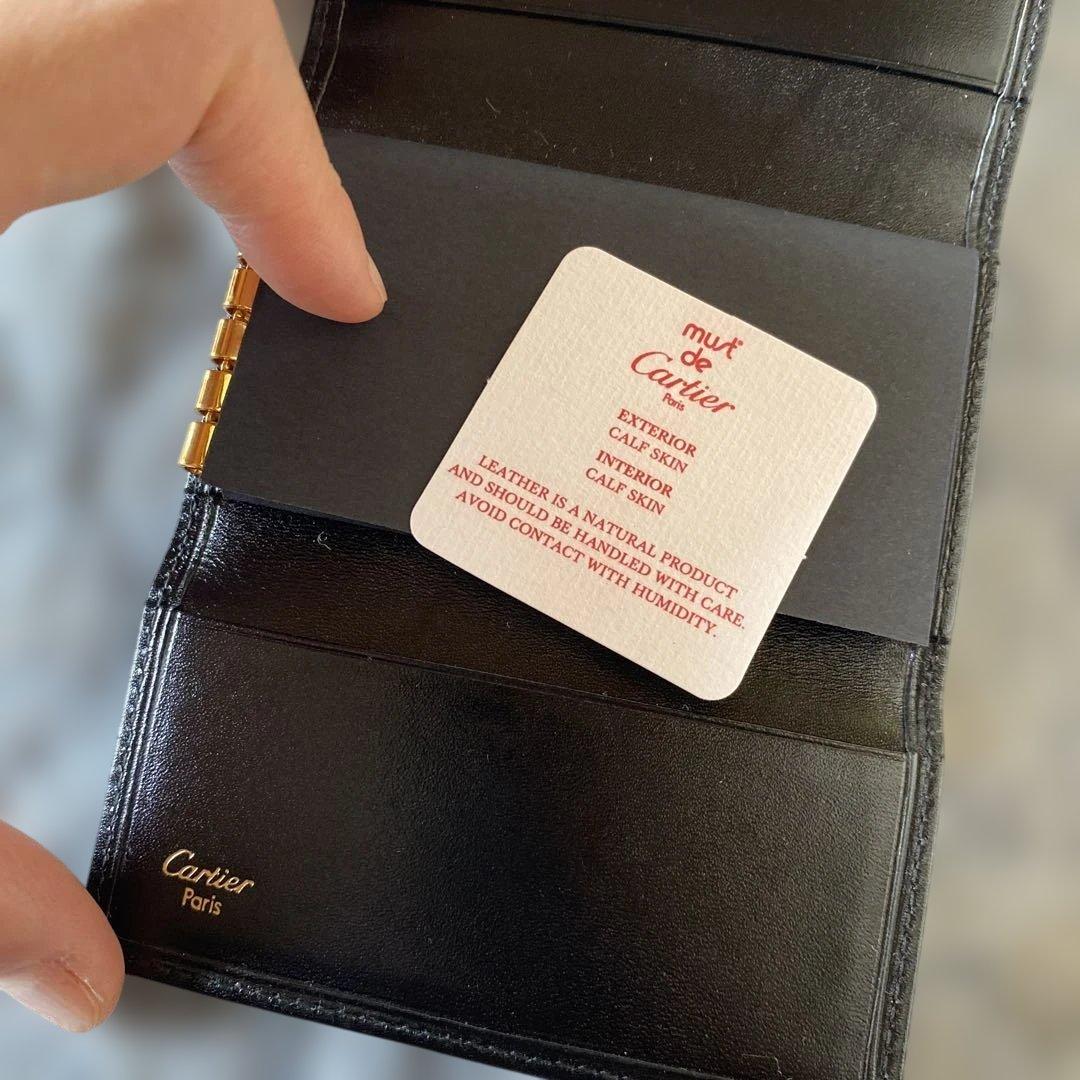 must
de
Cartier
Paris
EXTERIOR
CALF SKIN
INTERIOR
CALF SKIN
LEATHER IS A NATURAL PRODUCT
AND SHOULD BE HANDLED WITH CARE.
AVOID CONTACT WITH HUMIDITY.
Cartier
Paris